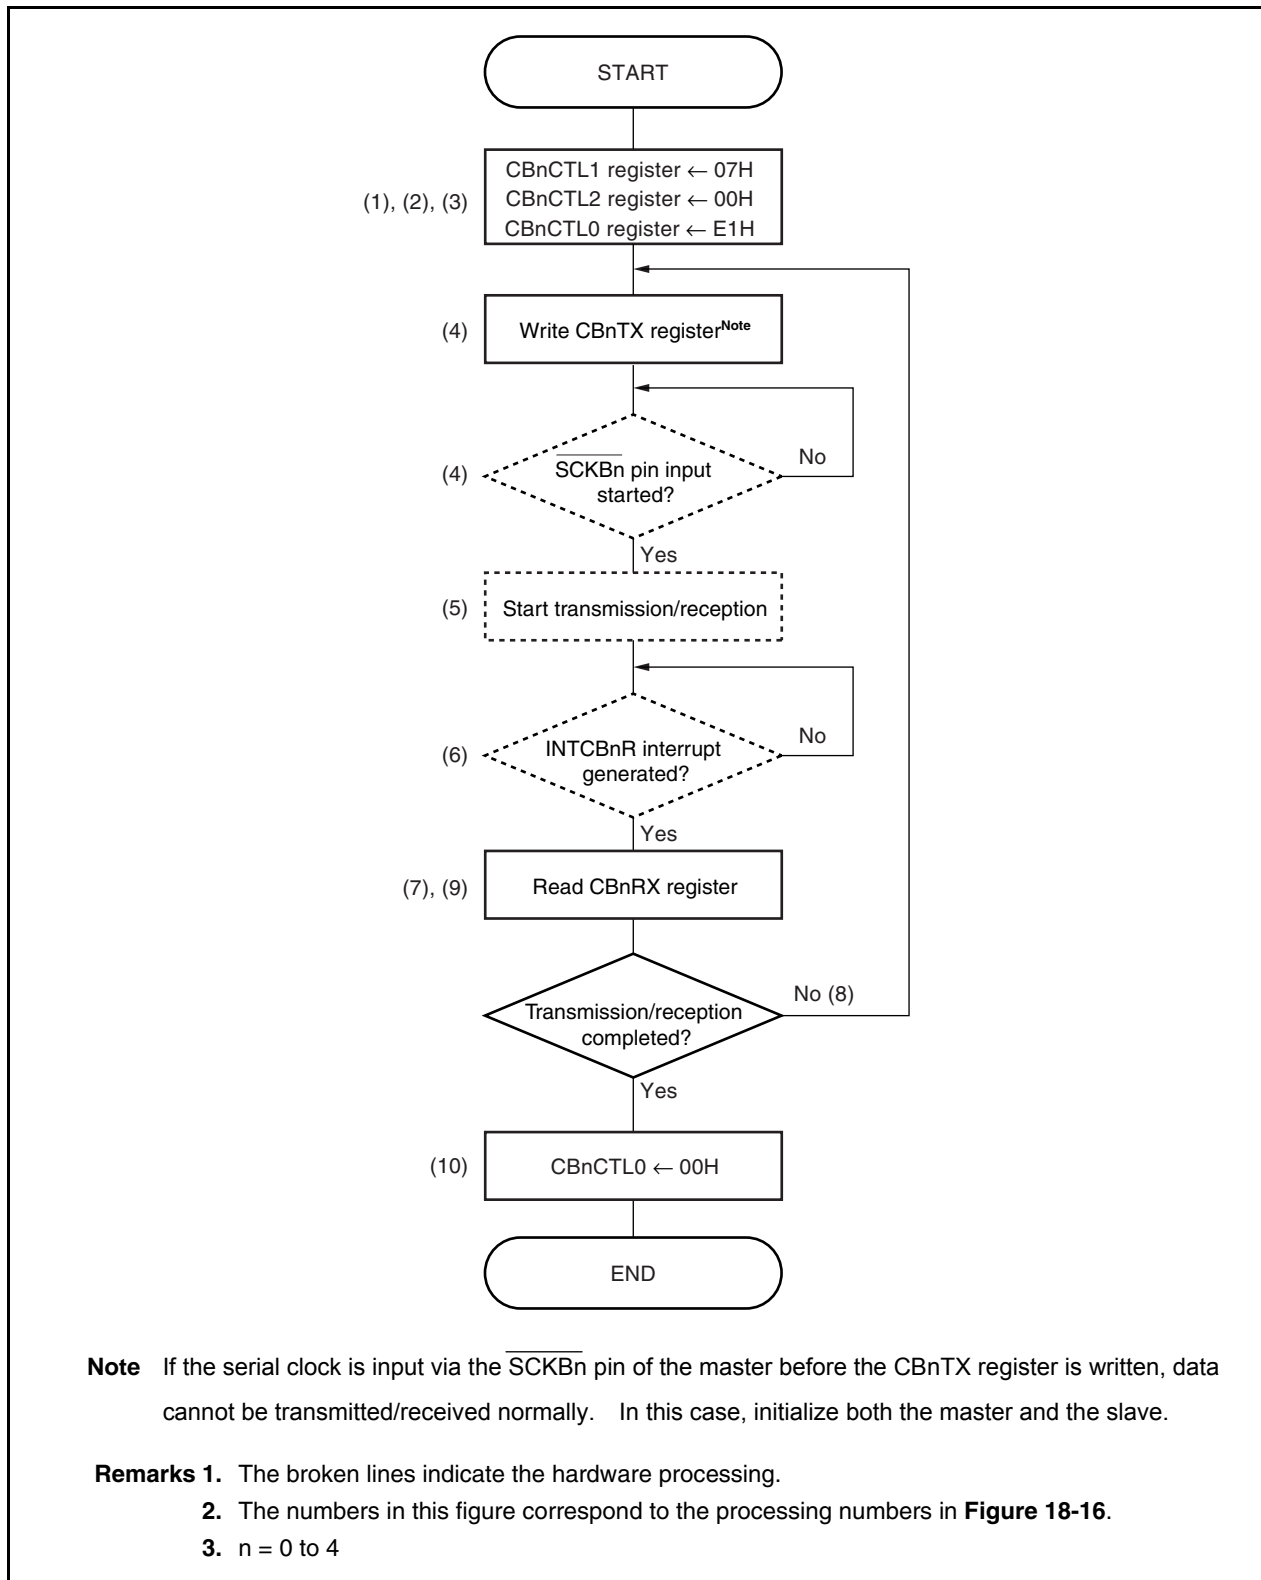 START
(1), (2), (3)
CBnCTL1 register ← 07H
CBnCTL2 register ← 00H
CBnCTL0 register ← E1H
(4)
Write CBnTX registerNote
(4)
SCKBn pin input
started?
No
Yes
(5)
Start transmission/reception
(6)
INTCBnR interrupt
generated?
No
Yes
(7), (9)
Read CBnRX register
Transmission/reception
completed?
No (8)
Yes
(10)
CBnCTL0 ← 00H
END
Note If the serial clock is input via the SCKBn pin of the master before the CBnTX register is written, data
cannot be transmitted/received normally. In this case, initialize both the master and the slave.
Remarks 1. The broken lines indicate the hardware processing.
2. The numbers in this figure correspond to the processing numbers in Figure 18-16.
3. n = 0 to 4